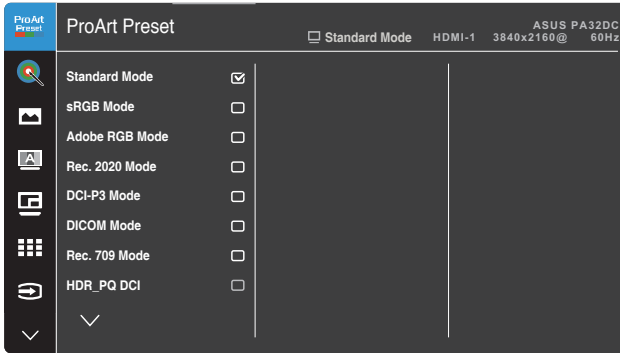 ProArt
Preset
ProArt Preset
ASUS PA32DC
Standard Mode HDMI-1 3840x2160@ 60Hz
Standard Mode
sRGB Mode
Adobe RGB Mode
A
Rec. 2020 Mode
DCI-P3 Mode
DICOM Mode
Rec. 709 Mode
HDR_PQ DCI